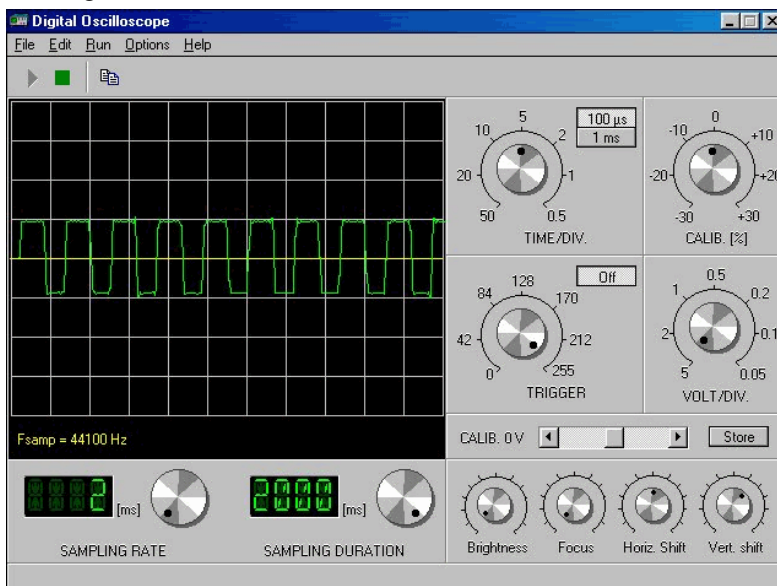 Digital Oscilloscope
File Edit Run Options Help
5
10 2
20 1
50 0.5
100 µs
1 ms
TIME/DIV.
0
-10 +10
-20 +20
-30 +30
CALIB. [%]
Off
128
84 170
42 212
0 255
TRIGGER
0.5
1 0.2
2 0.1
5 0.05
VOLT/DIV.
Fsamp = 44100 Hz
CALIB. 0 V Store
2 [ms] 2000 [ms]
SAMPLING RATE SAMPLING DURATION
Brightness Focus Horiz. Shift Vert. shift